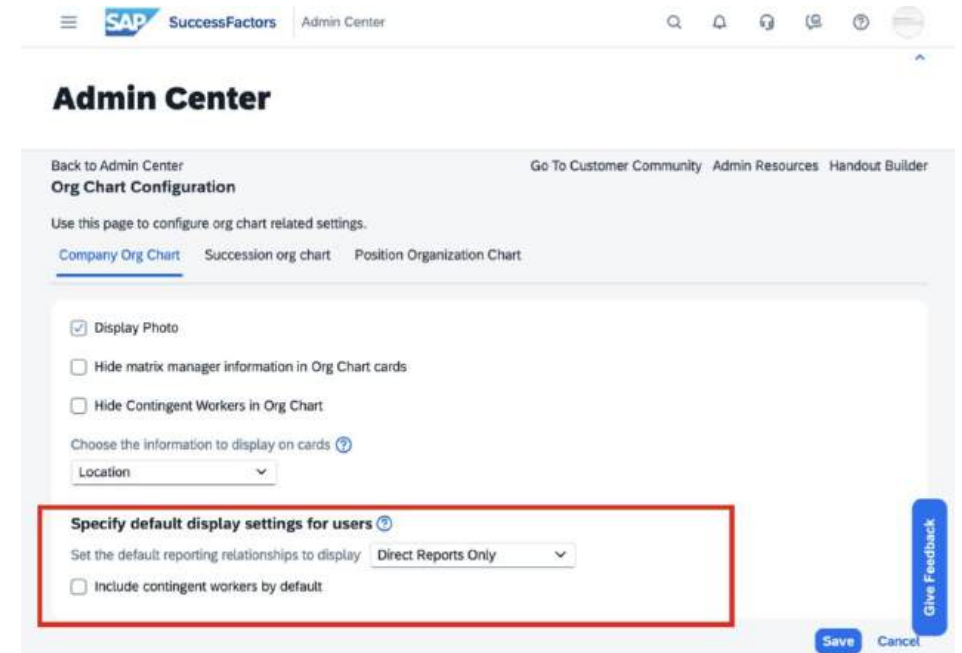 SAP SuccessFactors Admin Center
Admin Center
Back to Admin Center Go To Customer Community Admin Resources Handout Builder
Org Chart Configuration
Use this page to configure org chart related settings.
Company Org Chart Succession org chart Position Organization Chart
Display Photo
Hide matrix manager information in Org Chart cards
Hide Contingent Workers in Org Chart
Choose the information to display on cards
Location
Specify default display settings for users
Set the default reporting relationships to display Direct Reports Only
Include contingent workers by default
Give Feedback
Save Cancel